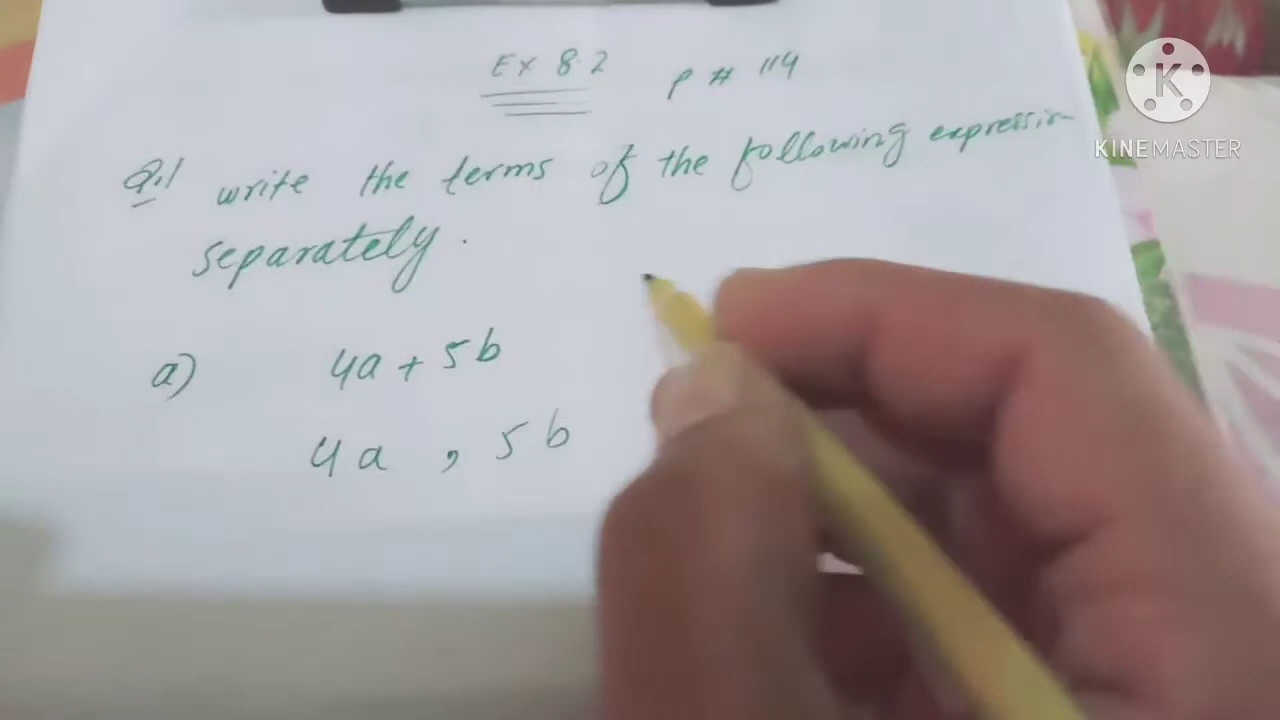 Ex 8.2 P # 114
Q.1 write the terms of the following expression
separately.
a) 4a + 5b
4a , 5b
K
KINEMASTER